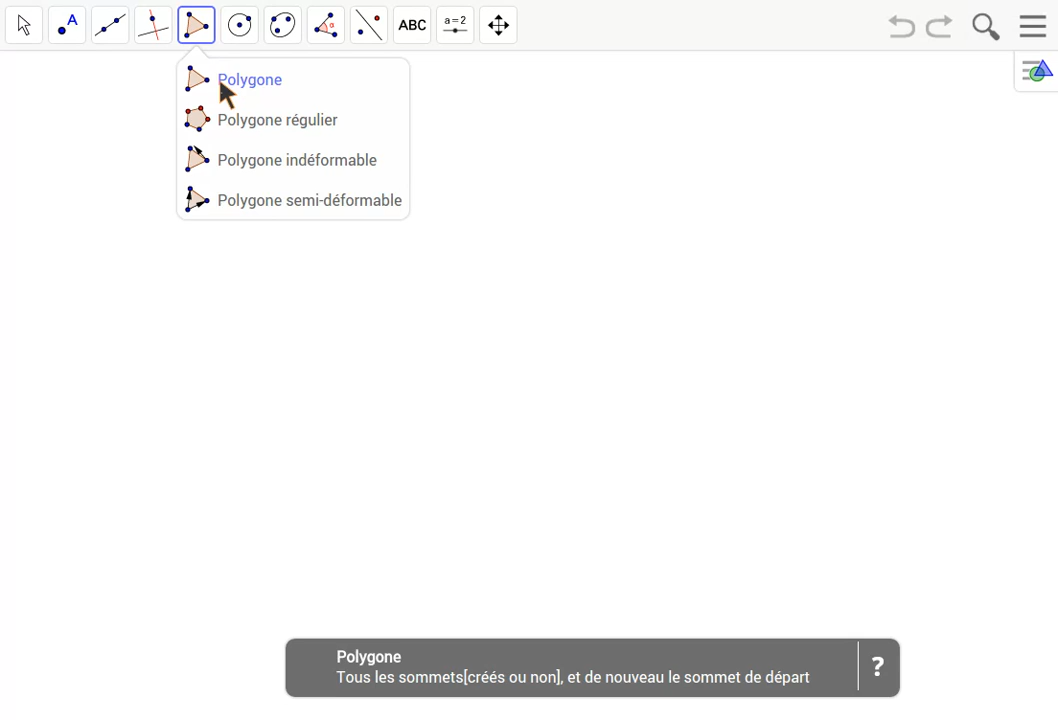 A
ABC
a=2
Polygone
Polygone régulier
Polygone indéformable
Polygone semi-déformable
Polygone
Tous les sommets[créés ou non], et de nouveau le sommet de départ
?